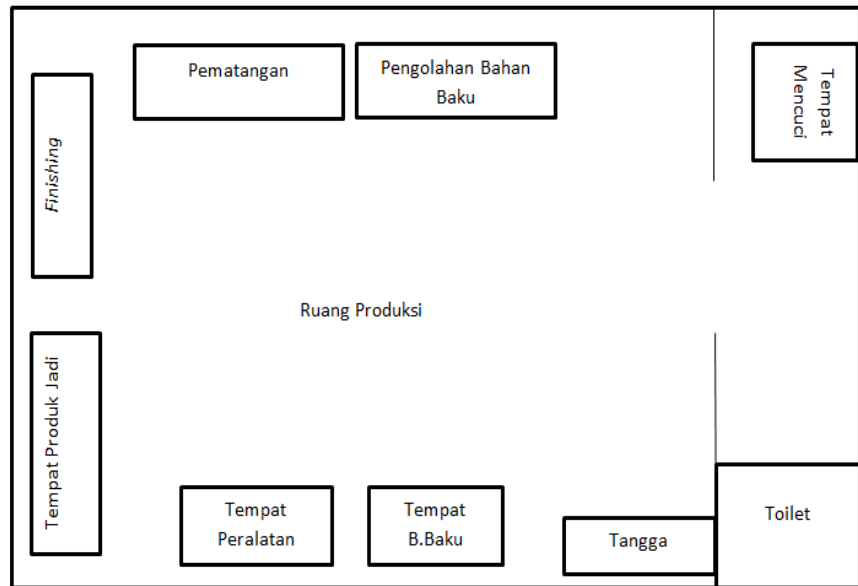 Pematangan
Pengolahan Bahan
Baku
Tempat
Mencuci
Finishing
Ruang Produksi
Tempat Produk Jadi
Tempat
Peralatan
Tempat
B.Baku
Tangga
Toilet